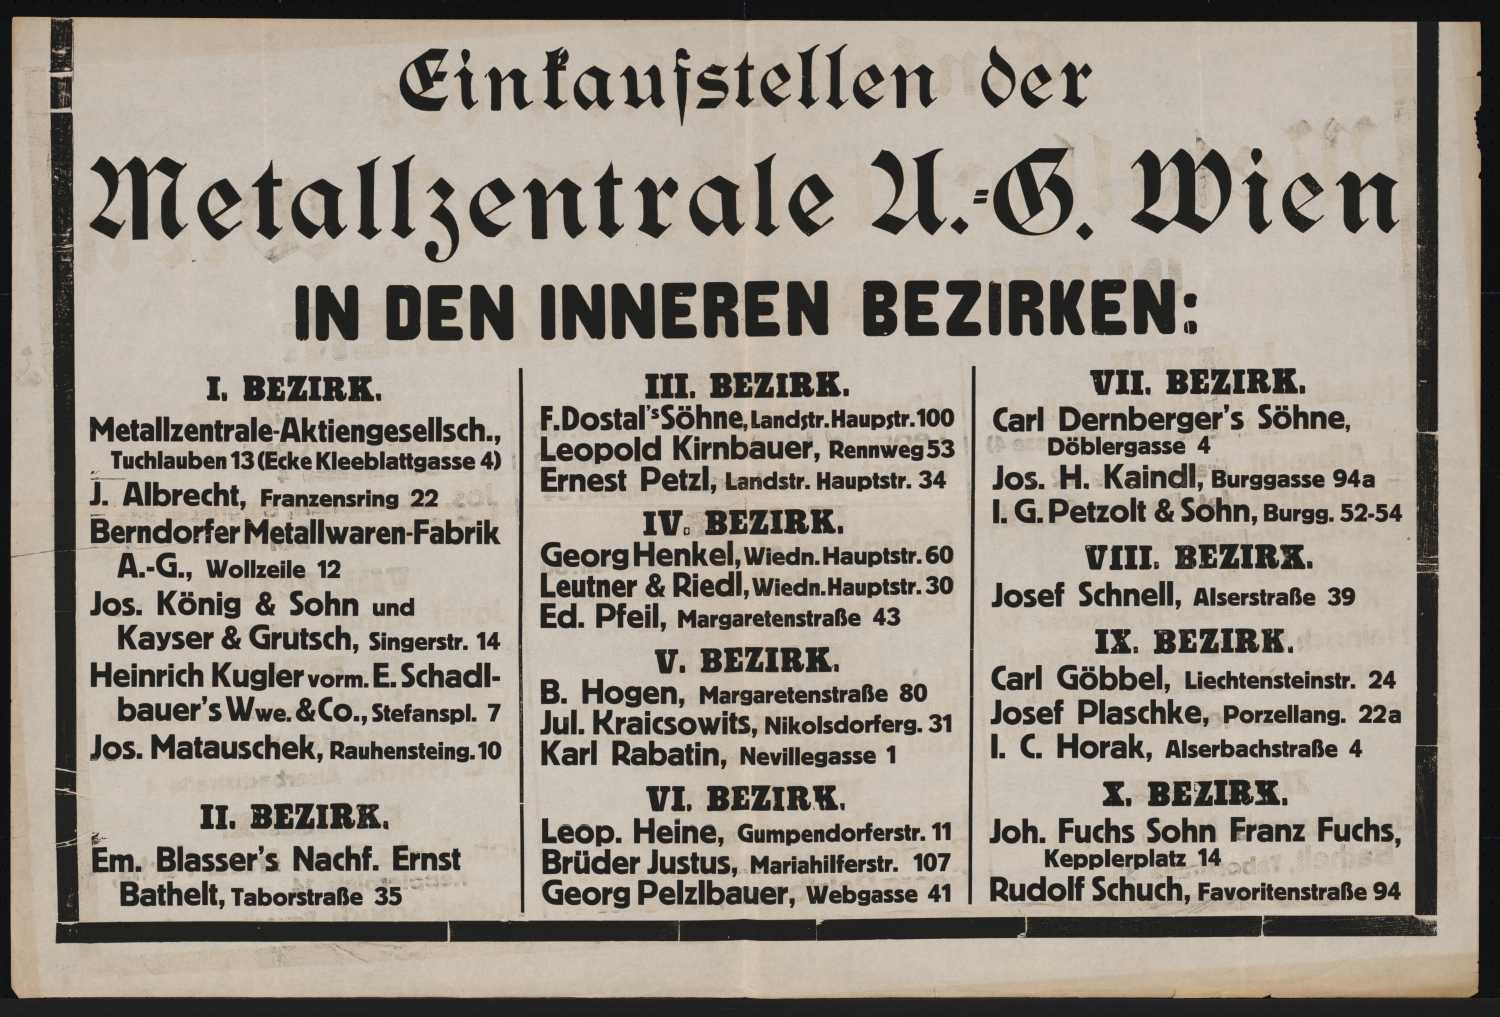 Einkaufstellen der
Metallzentrale A.-G. Wien
IN DEN INNEREN BEZIRKEN:
I. BEZIRK.
Metallzentrale-Aktiengesellsch.,
Tuchlauben 13 (Ecke Kleeblattgasse 4)
J. Albrecht, Franzensring 22
Berndorfer Metallwaren-Fabrik
A.-G., Wollzeile 12
Jos. König & Sohn und
Kayser & Grutsch, Singerstr. 14
Heinrich Kugler vorm. E. Schadl-
bauer's Wwe. & Co., Stefanspl. 7
Jos. Matauschek, Rauhensteing. 10
II. BEZIRK.
Em. Blasser's Nachf. Ernst
Bathelt, Taborstraße 35
III. BEZIRK.
F. Dostal's Söhne, Landstr. Haupstr. 100
Leopold Kirnbauer, Rennweg 53
Ernest Petzl, Landstr. Hauptstr. 34
IV. BEZIRK.
Georg Henkel, Wiedn. Hauptstr. 60
Leutner & Riedl, Wiedn. Hauptstr. 30
Ed. Pfeil, Margaretenstraße 43
V. BEZIRK.
B. Hogen, Margaretenstraße 80
Jul. Kraicsowits, Nikolsdorferg. 31
Karl Rabatin, Nevillegasse 1
VI. BEZIRK.
Leop. Heine, Gumpendorferstr. 11
Brüder Justus, Mariahilferstr. 107
Georg Pelzlbauer, Webgasse 41
VII. BEZIRK.
Carl Dernberger's Söhne,
Döblergasse 4
Jos. H. Kaindl, Burggasse 94a
I. G. Petzolt & Sohn, Burgg. 52-54
VIII. BEZIRK.
Josef Schnell, Alserstraße 39
IX. BEZIRK.
Carl Göbbel, Liechtensteinstr. 24
Josef Plaschke, Porzellang. 22a
I. C. Horak, Alserbachstraße 4
X. BEZIRK.
Joh. Fuchs Sohn Franz Fuchs,
Kepplerplatz 14
Rudolf Schuch, Favoritenstraße 94